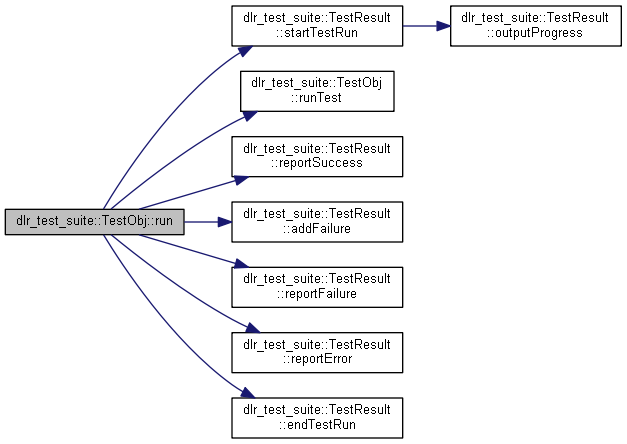 dlr_test_suite::TestResult
::startTestRun
dlr_test_suite::TestResult
::outputProgress
dlr_test_suite::TestObj
::runTest
dlr_test_suite::TestResult
::reportSuccess
dlr_test_suite::TestObj::run
dlr_test_suite::TestResult
::addFailure
dlr_test_suite::TestResult
::reportFailure
dlr_test_suite::TestResult
::reportError
dlr_test_suite::TestResult
::endTestRun